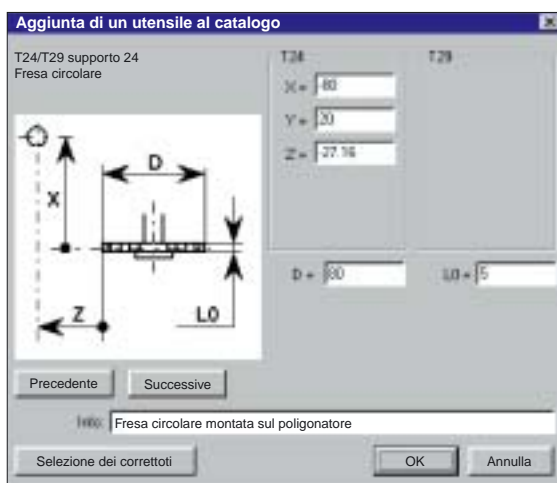 Aggiunta di un utensile al catalogo
T24/T29 supporto 24
Fresa circolare
T24
T29
X = -80
Y = 20
Z = -27.16
D
X
Z
L0
D = 80
L0 = 5
Precedente
Successive
Info: Fresa circolare montata sul poligonatore
Selezione dei correttoti
OK
Annulla